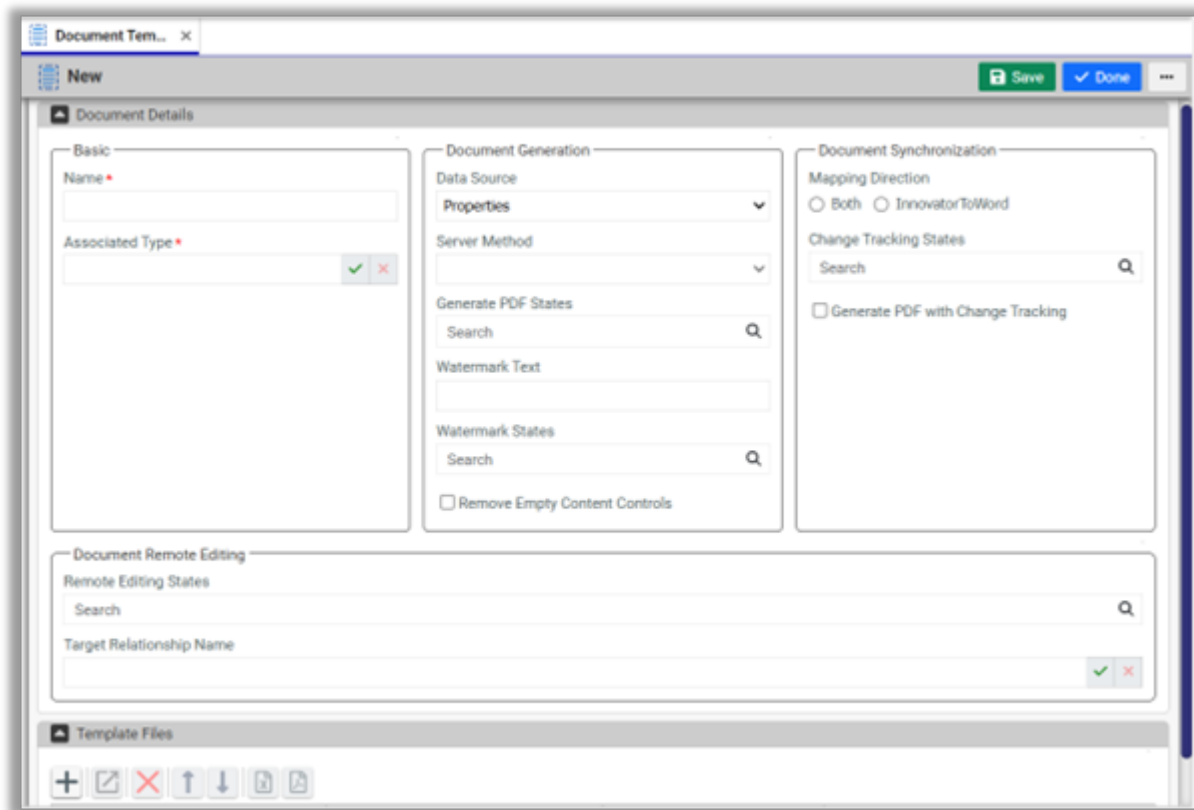 Document Tem...
New
Save
Done
Document Details
Basic
Name •
Associated Type •
Document Generation
Data Source
Properties
Server Method
Generate PDF States
Search
Watermark Text
Watermark States
Search
Remove Empty Content Controls
Document Synchronization
Mapping Direction
Both InnovatorToWord
Change Tracking States
Search
Generate PDF with Change Tracking
Document Remote Editing
Remote Editing States
Search
Target Relationship Name
Template Files